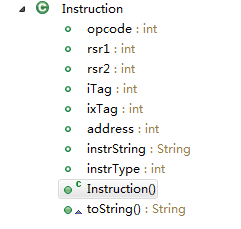 Instruction
opcode : int
rsr1 : int
rsr2 : int
iTag : int
ixTag : int
address : int
instrString : String
instrType : int
Instruction()
toString() : String